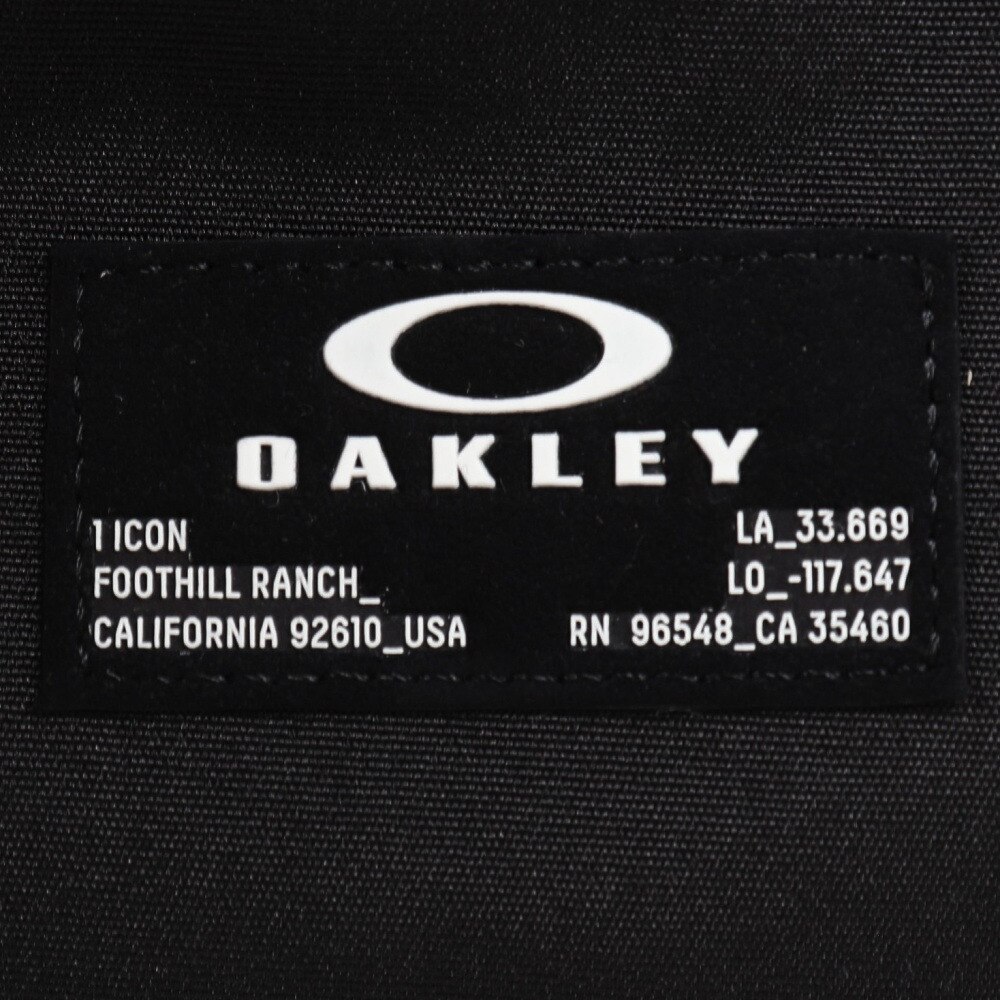 OAKLEY
1 ICON
FOOTHILL RANCH_
CALIFORNIA 92610_USA
LA_33.669
LO_-117.647
RN 96548_CA 35460